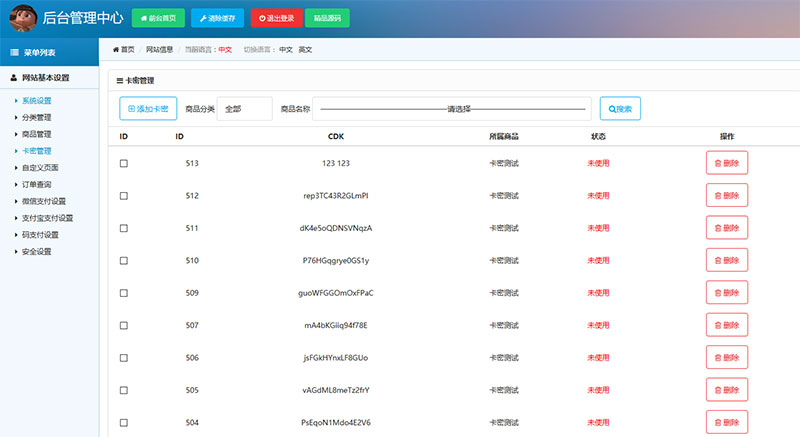 后台管理中心 前台首页 清除缓存 退出登录 精品源码
菜单列表 首页 / 网站信息 / 当前语言：中文 切换语言： 中文 英文
网站基本设置
系统设置
分类管理
商品管理
卡密管理
自定义页面
订单查询
微信支付设置
支付宝支付设置
码支付设置
安全设置
卡密管理
添加卡密 商品分类 全部 商品名称 请选择 搜索
ID ID CDK 所属商品 状态 操作
513 123 123 卡密测试 未使用 删除
512 rep3TC43R2GLmPI 卡密测试 未使用 删除
511 dK4e5oQDNSVNqzA 卡密测试 未使用 删除
510 P76HGqgrye0GS1y 卡密测试 未使用 删除
509 guoWFGGOmOxFPaC 卡密测试 未使用 删除
507 mA4bKGiiq94f78E 卡密测试 未使用 删除
506 jsFGkHYnxLF8GUo 卡密测试 未使用 删除
505 vAGdML8meTz2frY 卡密测试 未使用 删除
504 PsEqoN1Mdo4E2V6 卡密测试 未使用 删除